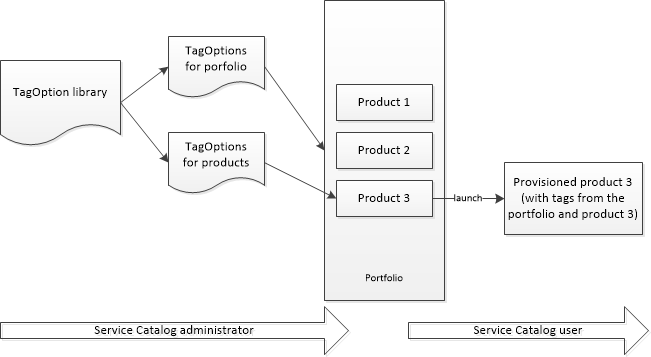 TagOptions
for porfolio
TagOption library
TagOptions
for products
Product 1
Product 2
Product 3
launch
Provisioned product 3
(with tags from the
portfolio and product 3)
Portfolio
Service Catalog administrator
Service Catalog user